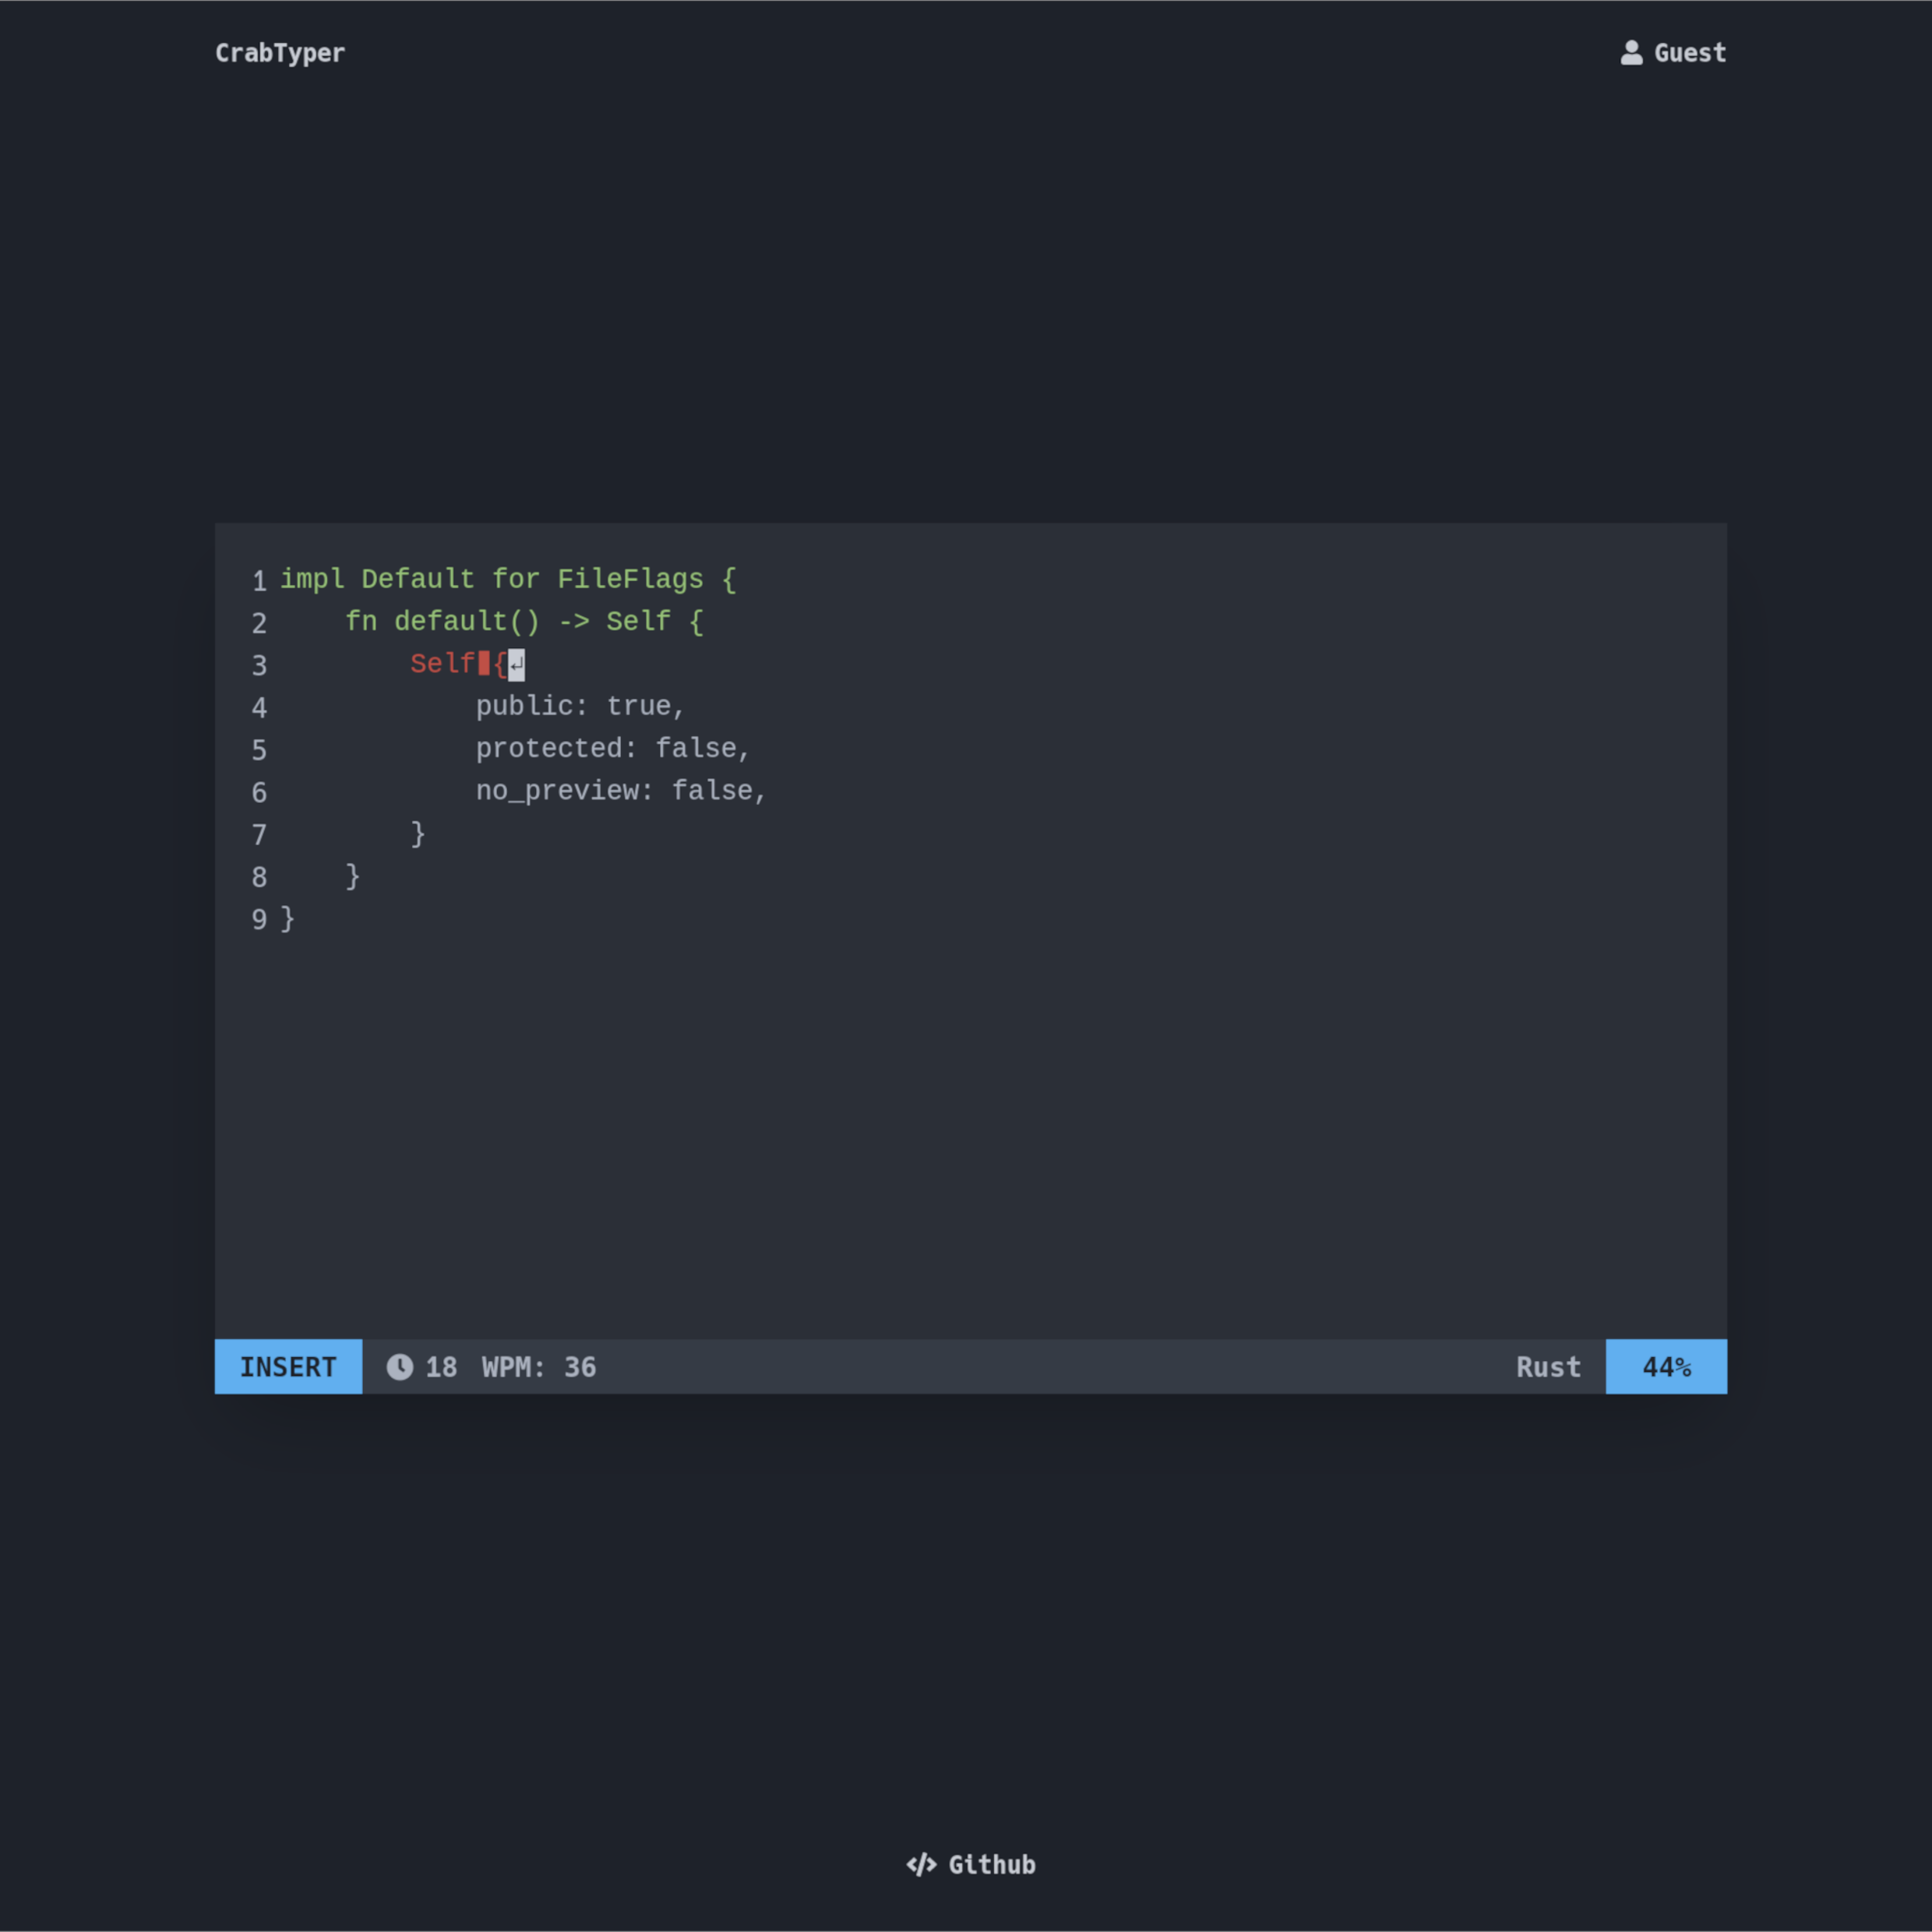 CrabTyper
Guest
1 impl Default for FileFlags {
2     fn default() -> Self {
3         Self {↵
4             public: true,
5             protected: false,
6             no_preview: false,
7         }
8     }
9 }
INSERT 18 WPM: 36 Rust 44%
</> Github